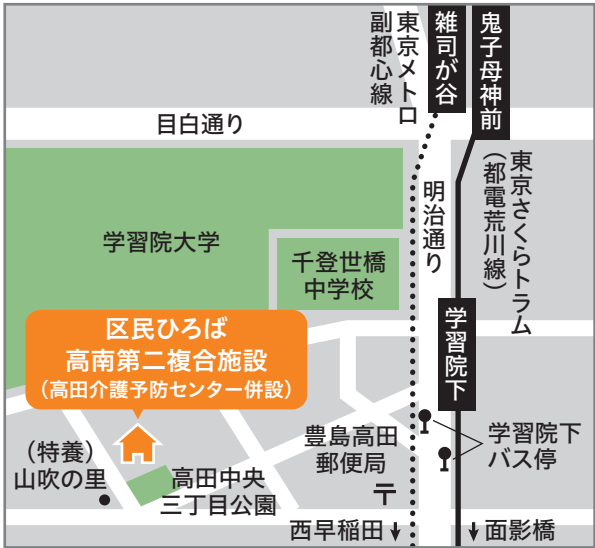 東京メトロ
副都心線
雑司が谷
鬼子母神前
目白通り
東京さくらトラム
（都電荒川線）
明治通り
学習院大学
千登世橋
中学校
学習院下
区民ひろば
高南第二複合施設
（高田介護予防センター併設）
学習院下
バス停
豊島高田
郵便局
〒
（特養）
山吹の里
高田中央
三丁目公園
西早稲田↓
↓面影橋